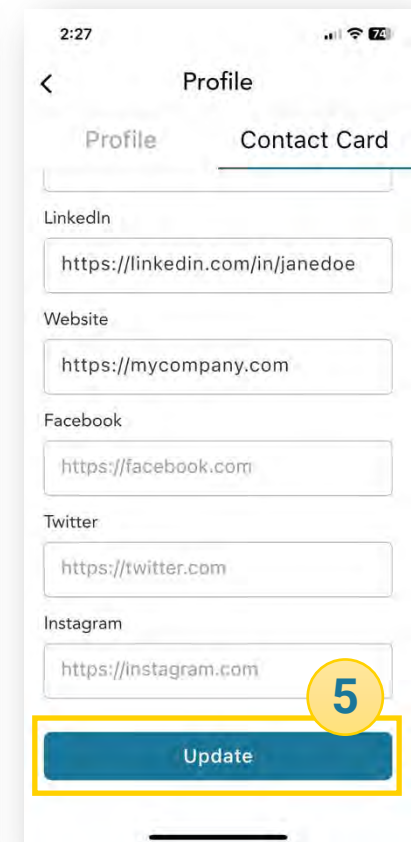 2:27
74
Profile
Profile
Contact Card
LinkedIn
https://linkedin.com/in/janedoe
Website
https://mycompany.com
Facebook
https://facebook.com
Twitter
https://twitter.com
Instagram
https://instagram.com
5
Update